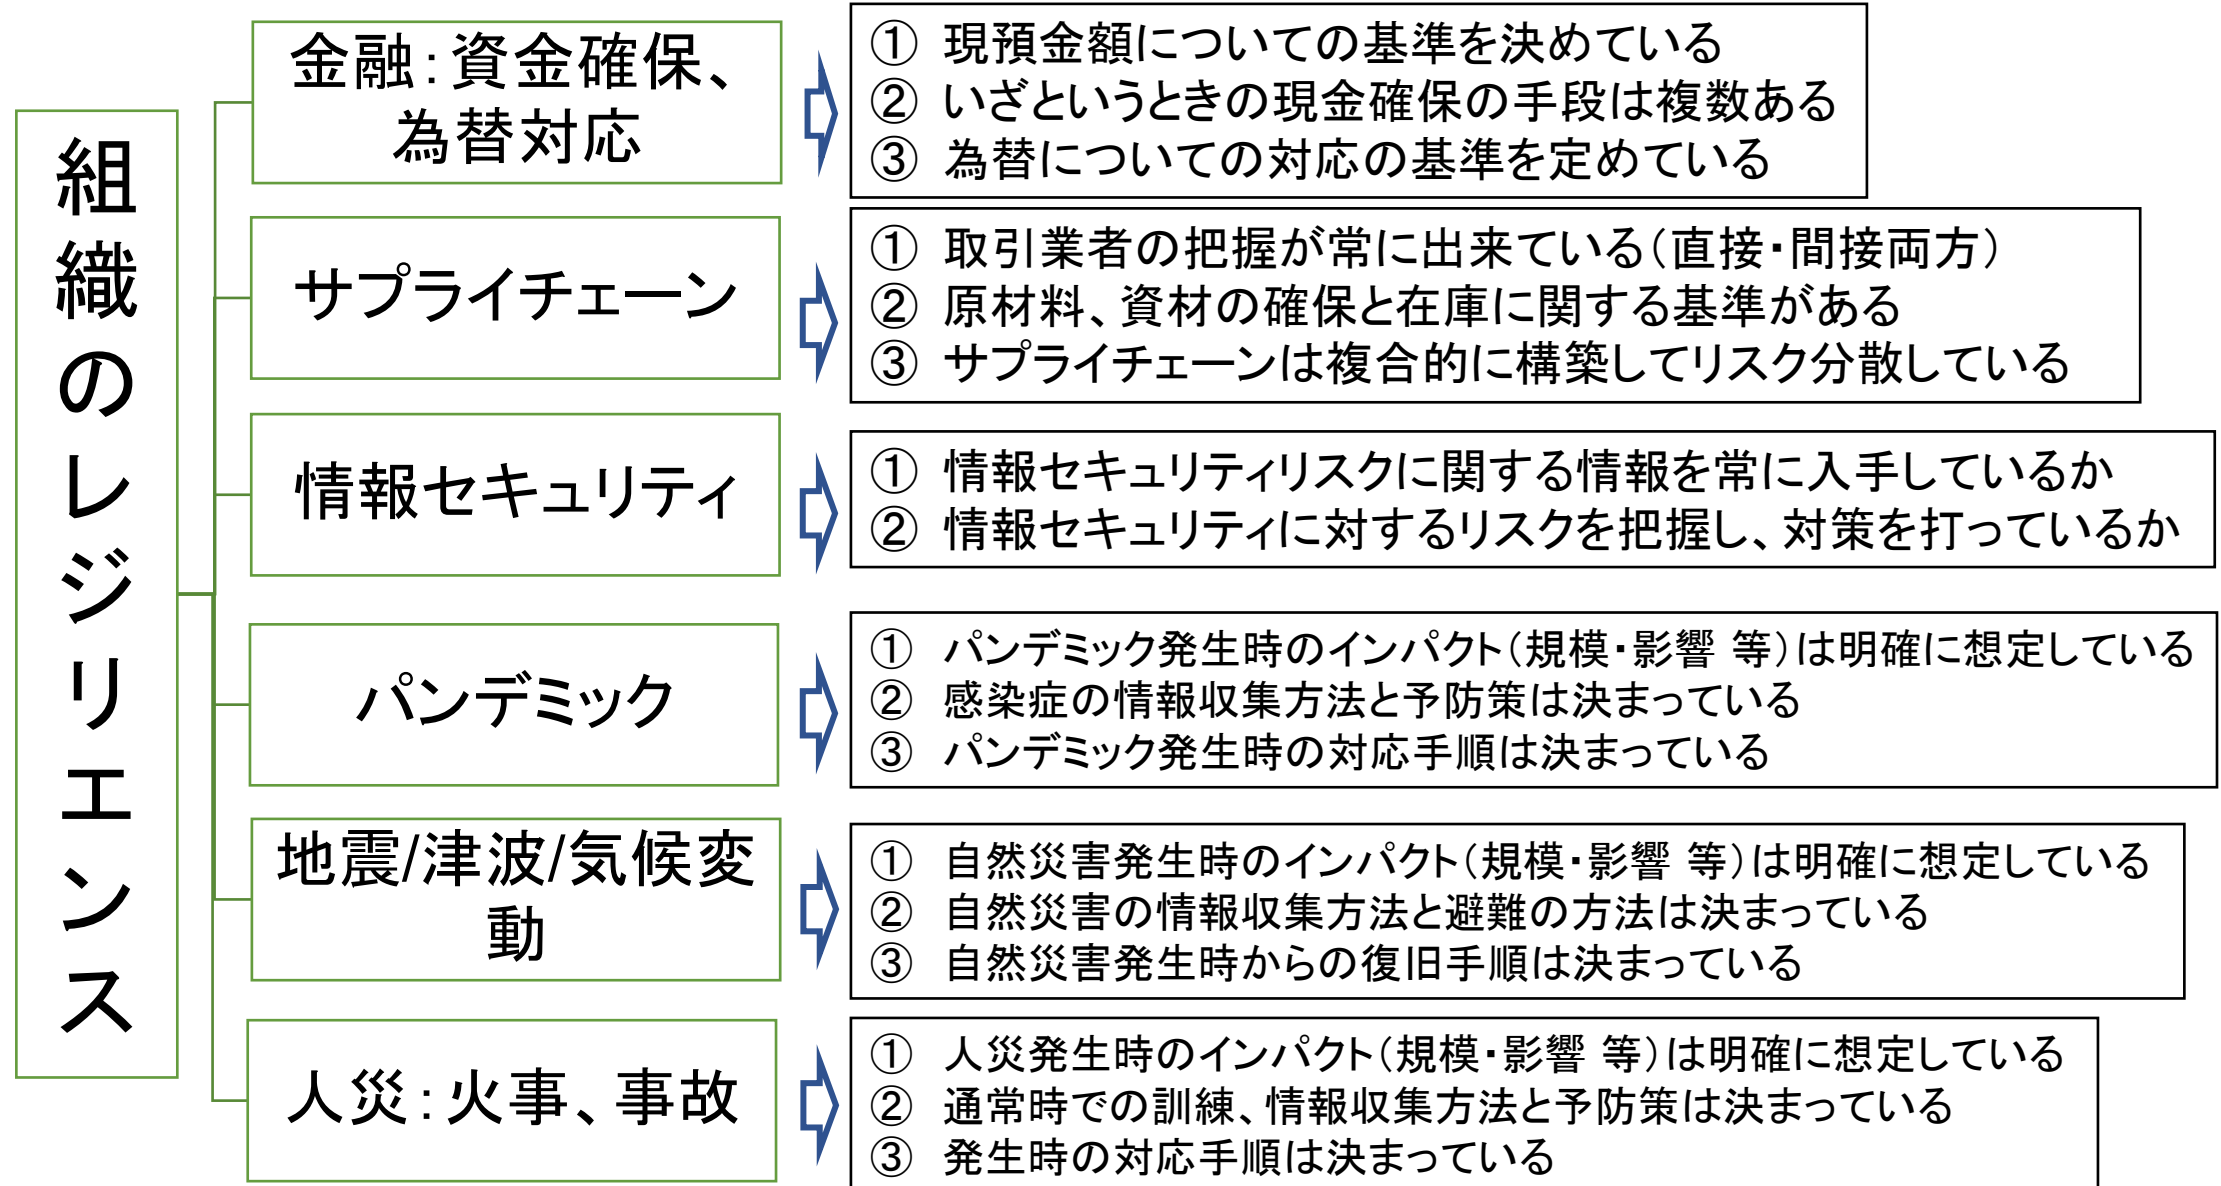 組織のレジリエンス
金融：資金確保、
為替対応
① 現預金額についての基準を決めている
② いざというときの現金確保の手段は複数ある
③ 為替についての対応の基準を定めている
サプライチェーン
① 取引業者の把握が常に出来ている（直接・間接両方）
② 原材料、資材の確保と在庫に関する基準がある
③ サプライチェーンは複合的に構築してリスク分散している
情報セキュリティ
① 情報セキュリティリスクに関する情報を常に入手しているか
② 情報セキュリティに対するリスクを把握し、対策を打っているか
パンデミック
① パンデミック発生時のインパクト（規模・影響 等）は明確に想定している
② 感染症の情報収集方法と予防策は決まっている
③ パンデミック発生時の対応手順は決まっている
地震/津波/気候変
動
① 自然災害発生時のインパクト（規模・影響 等）は明確に想定している
② 自然災害の情報収集方法と避難の方法は決まっている
③ 自然災害発生時からの復旧手順は決まっている
人災：火事、事故
① 人災発生時のインパクト（規模・影響 等）は明確に想定している
② 通常時での訓練、情報収集方法と予防策は決まっている
③ 発生時の対応手順は決まっている